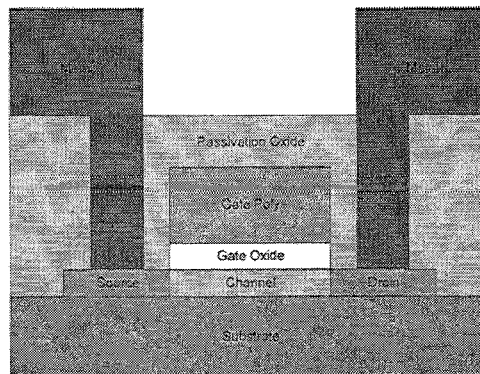 Metal
Metal
Passivation Oxide
Gate Poly
Gate Oxide
Source
Channel
Drain
Substrate